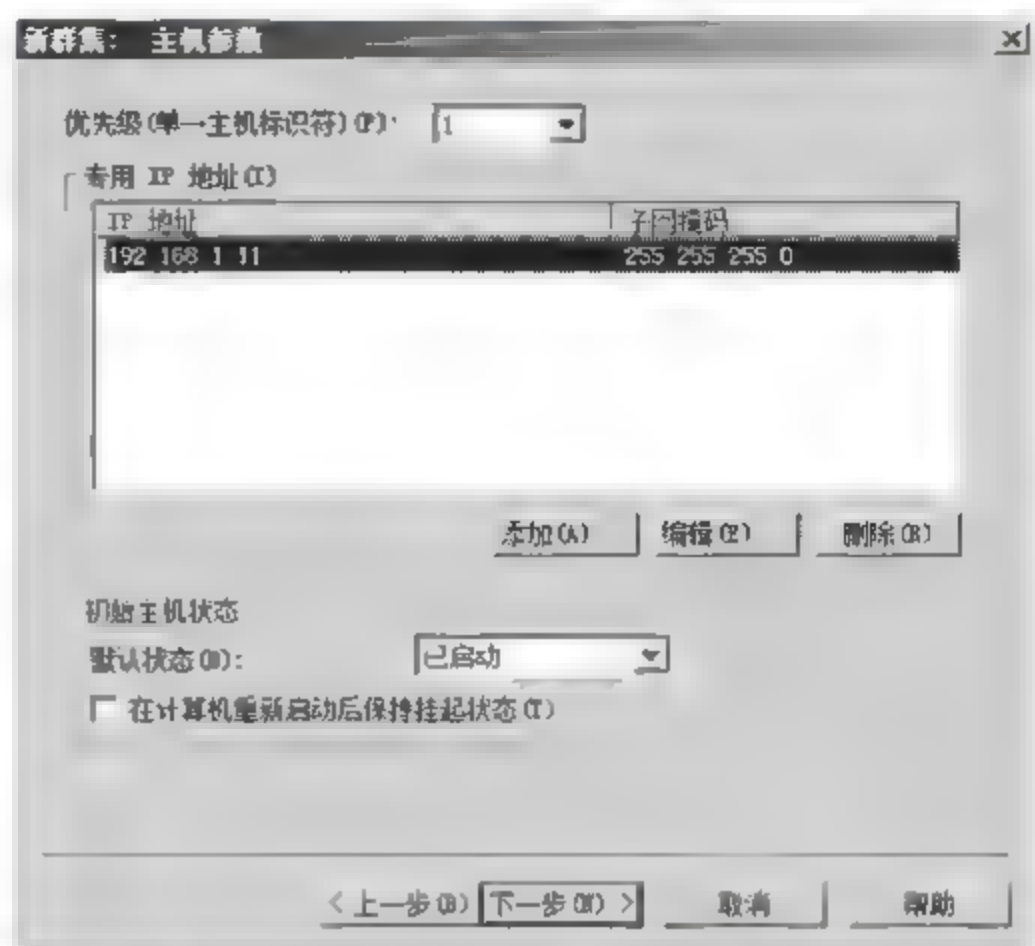 新群集: 主机参数
优先级(单一主机标识符)(P): 1
专用 IP 地址(I)
IP 地址 子网掩码
192 168 1 11 255 255 255 0
添加(A) 编辑(E) 删除(R)
初始主机状态
默认状态(D): 已启动
在计算机重新启动后保持挂起状态(T)
< 上一步(B) 下一步(N) > 取消 帮助